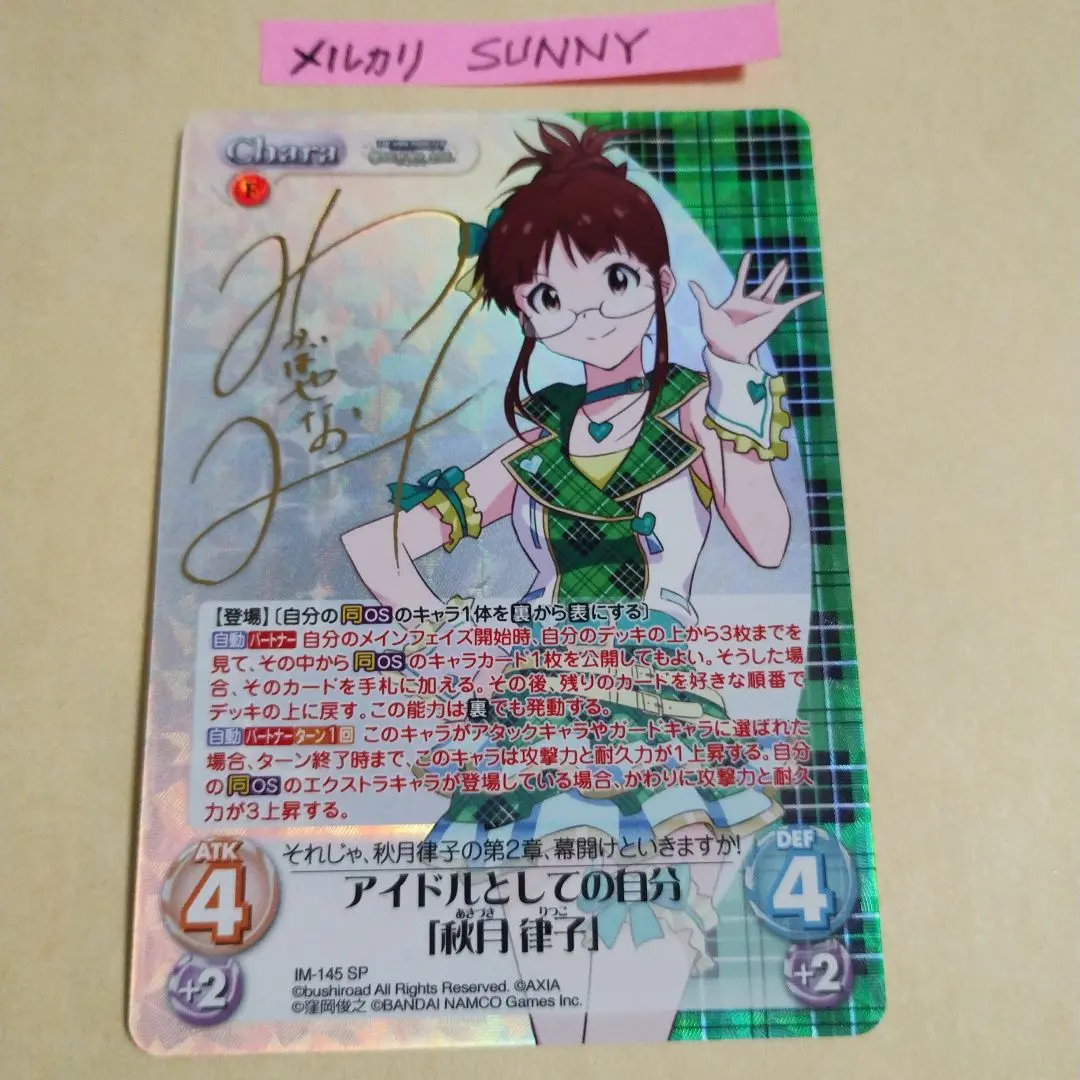 メルカリ SUNNY
Chara
F
【登場】〔自分の同OSのキャラ1体を裏から表にする〕
自動 パートナー 自分のメインフェイズ開始時、自分のデッキの上から3枚までを
見て、その中から同OSのキャラカード1枚を公開してもよい。そうした場
合、そのカードを手札に加える。その後、残りのカードを好きな順番で
デッキの上に戻す。この能力は裏でも発動する。
自動 パートナー ターン1回 このキャラがアタックキャラやガードキャラに選ばれた
場合、ターン終了時まで、このキャラは攻撃力と耐久力が1上昇する。自分
の同OSのエクストラキャラが登場している場合、かわりに攻撃力と耐久
力が3上昇する。
ATK
4
+2
それじゃ、秋月律子の第2章、幕開けといきますか!
アイドルとしての自分
あきづき りつこ
「秋月 律子」
DEF
4
+2
IM-145 SP
©bushiroad All Rights Reserved. ©AXIA
©窪岡俊之 ©BANDAI NAMCO Games Inc.